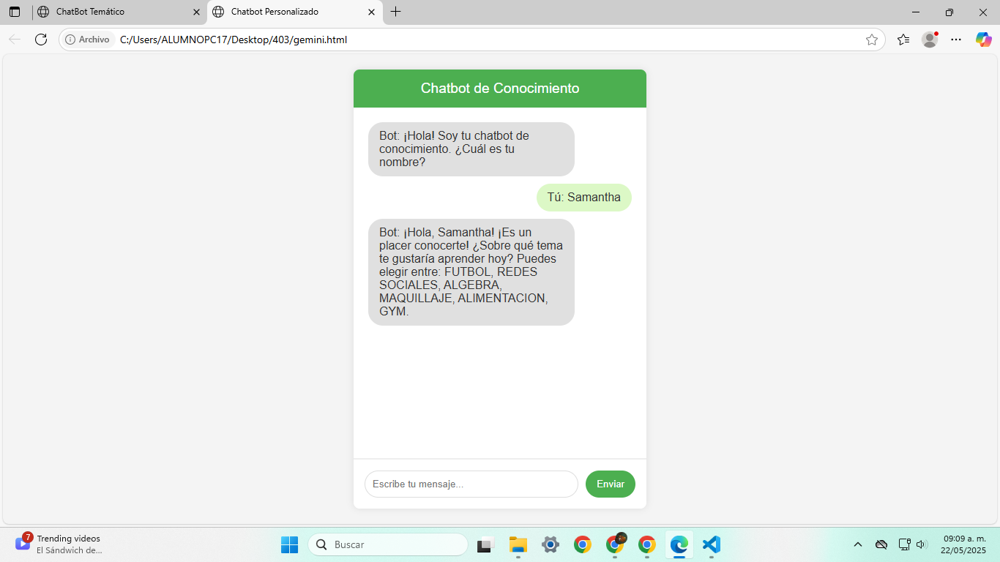 ChatBot Temático
Chatbot Personalizado
Archivo
C:/Users/ALUMNOPC17/Desktop/403/gemini.html
Chatbot de Conocimiento
Bot: ¡Hola! Soy tu chatbot de
conocimiento. ¿Cuál es tu
nombre?
Tú: Samantha
Bot: ¡Hola, Samantha! ¡Es un
placer conocerte! ¿Sobre qué tema
te gustaría aprender hoy? Puedes
elegir entre: FUTBOL, REDES
SOCIALES, ALGEBRA,
MAQUILLAJE, ALIMENTACION,
GYM.
Escribe tu mensaje...
Enviar
7
Trending videos
El Sándwich de...
Buscar
09:09 a. m.
22/05/2025